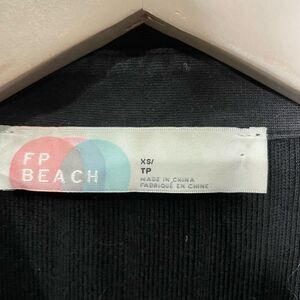 FP
BEACH
XS/
TP
MADE IN CHINA
FABRIQUÉ EN CHINE